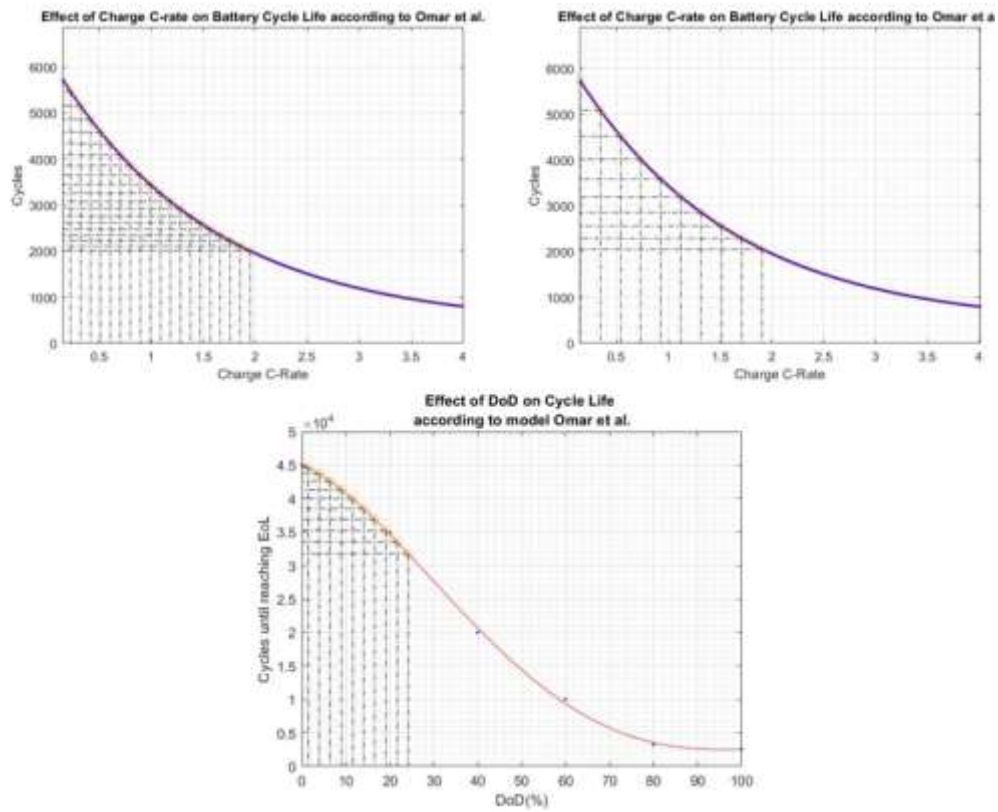 Effect of Charge C-rate on Battery Cycle Life according to Omar et al.
6000
5000
4000
3000
2000
1000
0
Cycles
0.5 1 1.5 2 2.5 3 3.5 4
Charge C-Rate
Effect of Charge C-rate on Battery Cycle Life according to Omar et a
6000
5000
4000
3000
2000
1000
0
Cycles
0.5 1 1.5 2 2.5 3 3.5 4
Charge C-Rate
Effect of DoD on Cycle Life
according to model Omar et al.
×10⁴
5
4.5
4
3.5
3
2.5
2
1.5
1
0.5
0
Cycles until reaching EoL
0 10 20 30 40 50 60 70 80 90 100
DoD(%)